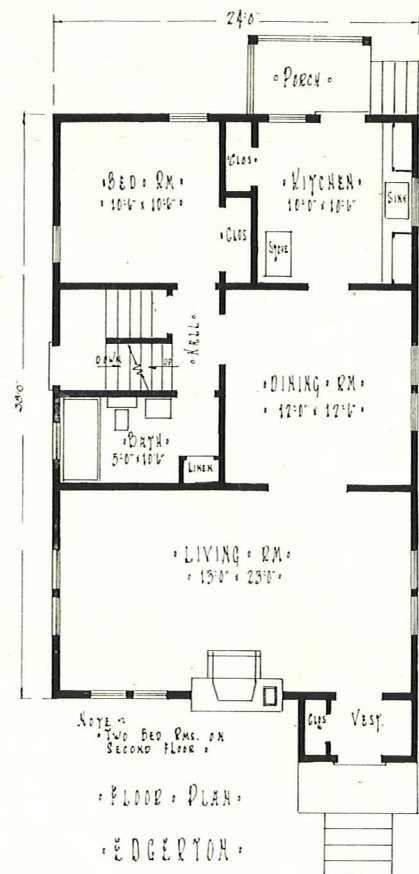 24'-0"
• PORCH •
• BED • RM •
• 10'-6" x 10'-6" •
CLOS
• KITCHEN •
• 10'-0" x 10'-6" •
SINK
CLOS
STOVE
HALL
DOWN
UP
38'-0"
• DINING • RM •
• 12'-0" x 12'-6" •
• BATH •
5'-0" x 10'-6"
LINEN
• LIVING • RM •
• 13'-0" x 23'-0" •
NOTE ~
• TWO BED RMS. ON
SECOND FLOOR •
CLOS
VEST.
• FLOOR • PLAN •
• EDGERTON •